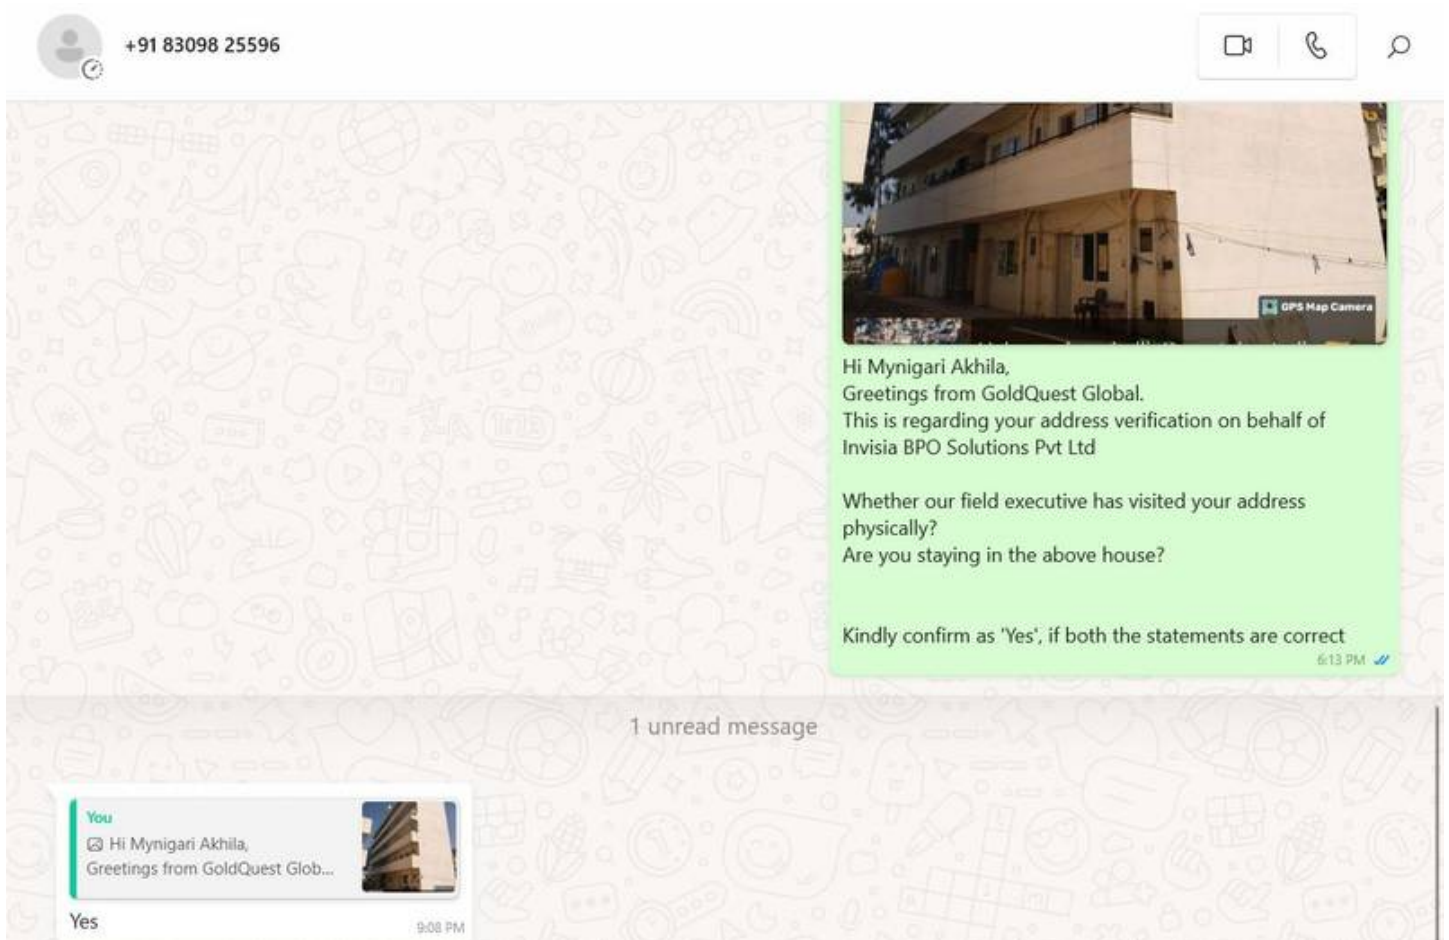 +91 83098 25596
GPS Map Camera
Hi Mynigari Akhila,
Greetings from GoldQuest Global.
This is regarding your address verification on behalf of
Invisia BPO Solutions Pvt Ltd
Whether our field executive has visited your address
physically?
Are you staying in the above house?
Kindly confirm as 'Yes', if both the statements are correct
6:13 PM
1 unread message
You
Hi Mynigari Akhila,
Greetings from GoldQuest Glob...
Yes
9:08 PM